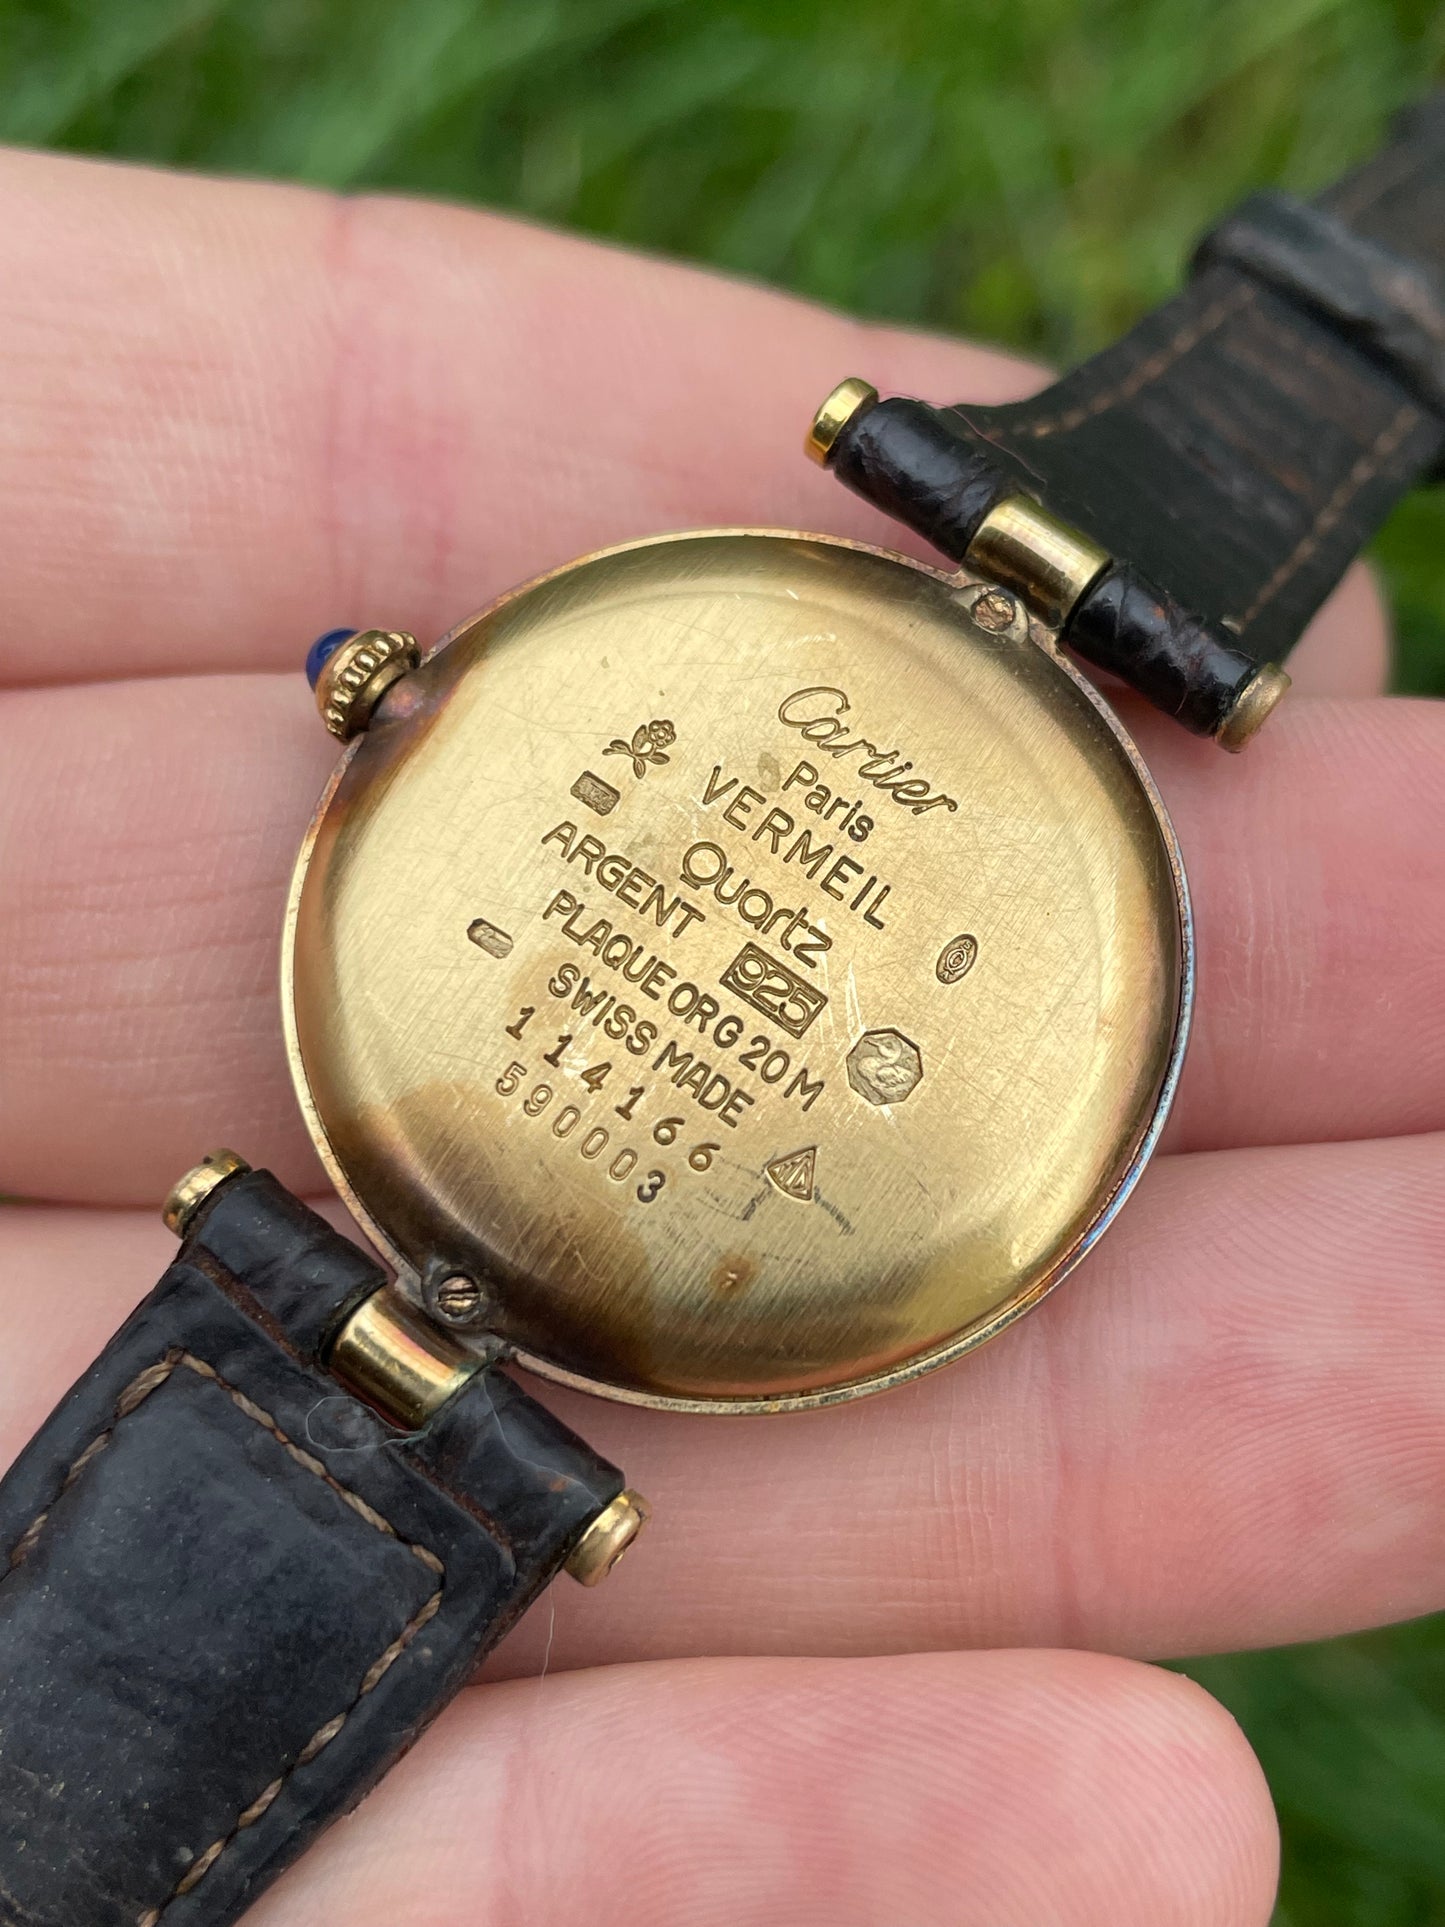 Cartier
Paris
VERMEIL
Quartz
ARGENT 925
PLAQUE OR G 20 M
SWISS MADE
1 1 4 1 6 6
590003